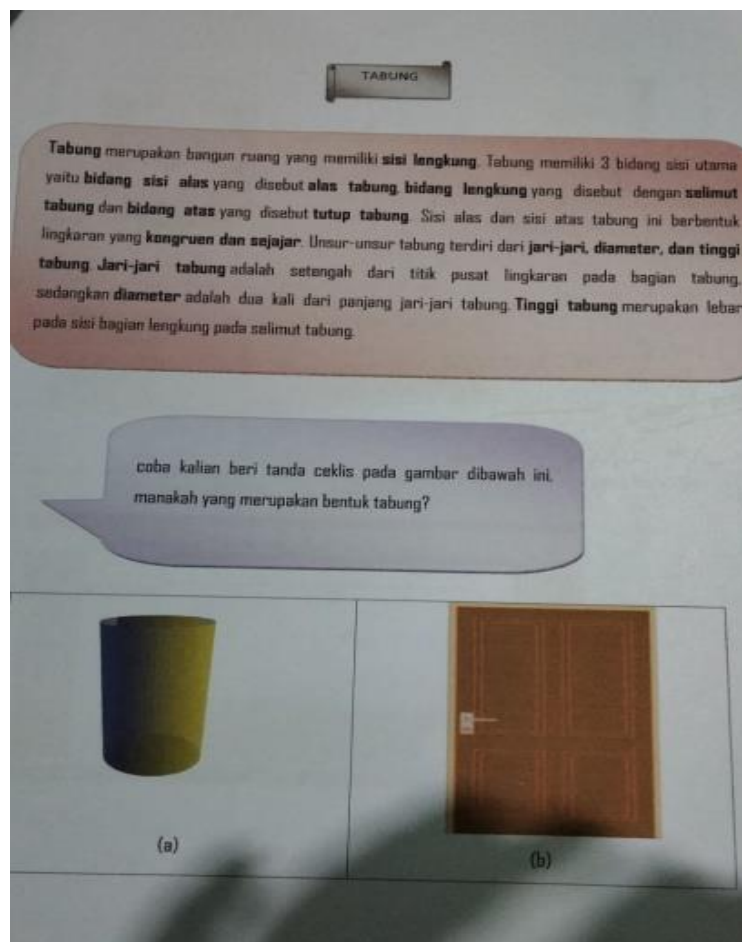 TABUNG
Tabung merupakan bangun ruang yang memiliki sisi lengkung. Tabung memiliki 3 bidang sisi utama
yaitu bidang sisi alas yang disebut alas tabung, bidang lengkung yang disebut dengan selimut
tabung dan bidang atas yang disebut tutup tabung. Sisi alas dan sisi atas tabung ini berbentuk
lingkaran yang kongruen dan sejajar. Unsur-unsur tabung terdiri dari jari-jari, diameter, dan tinggi
tabung. Jari-jari tabung adalah setengah dari titik pusat lingkaran pada bagian tabung,
sedangkan diameter adalah dua kali dari panjang jari-jari tabung. Tinggi tabung merupakan lebar
pada sisi bagian lengkung pada selimut tabung.
coba kalian beri tanda ceklis pada gambar dibawah ini,
manakah yang merupakan bentuk tabung?
(a)
(b)